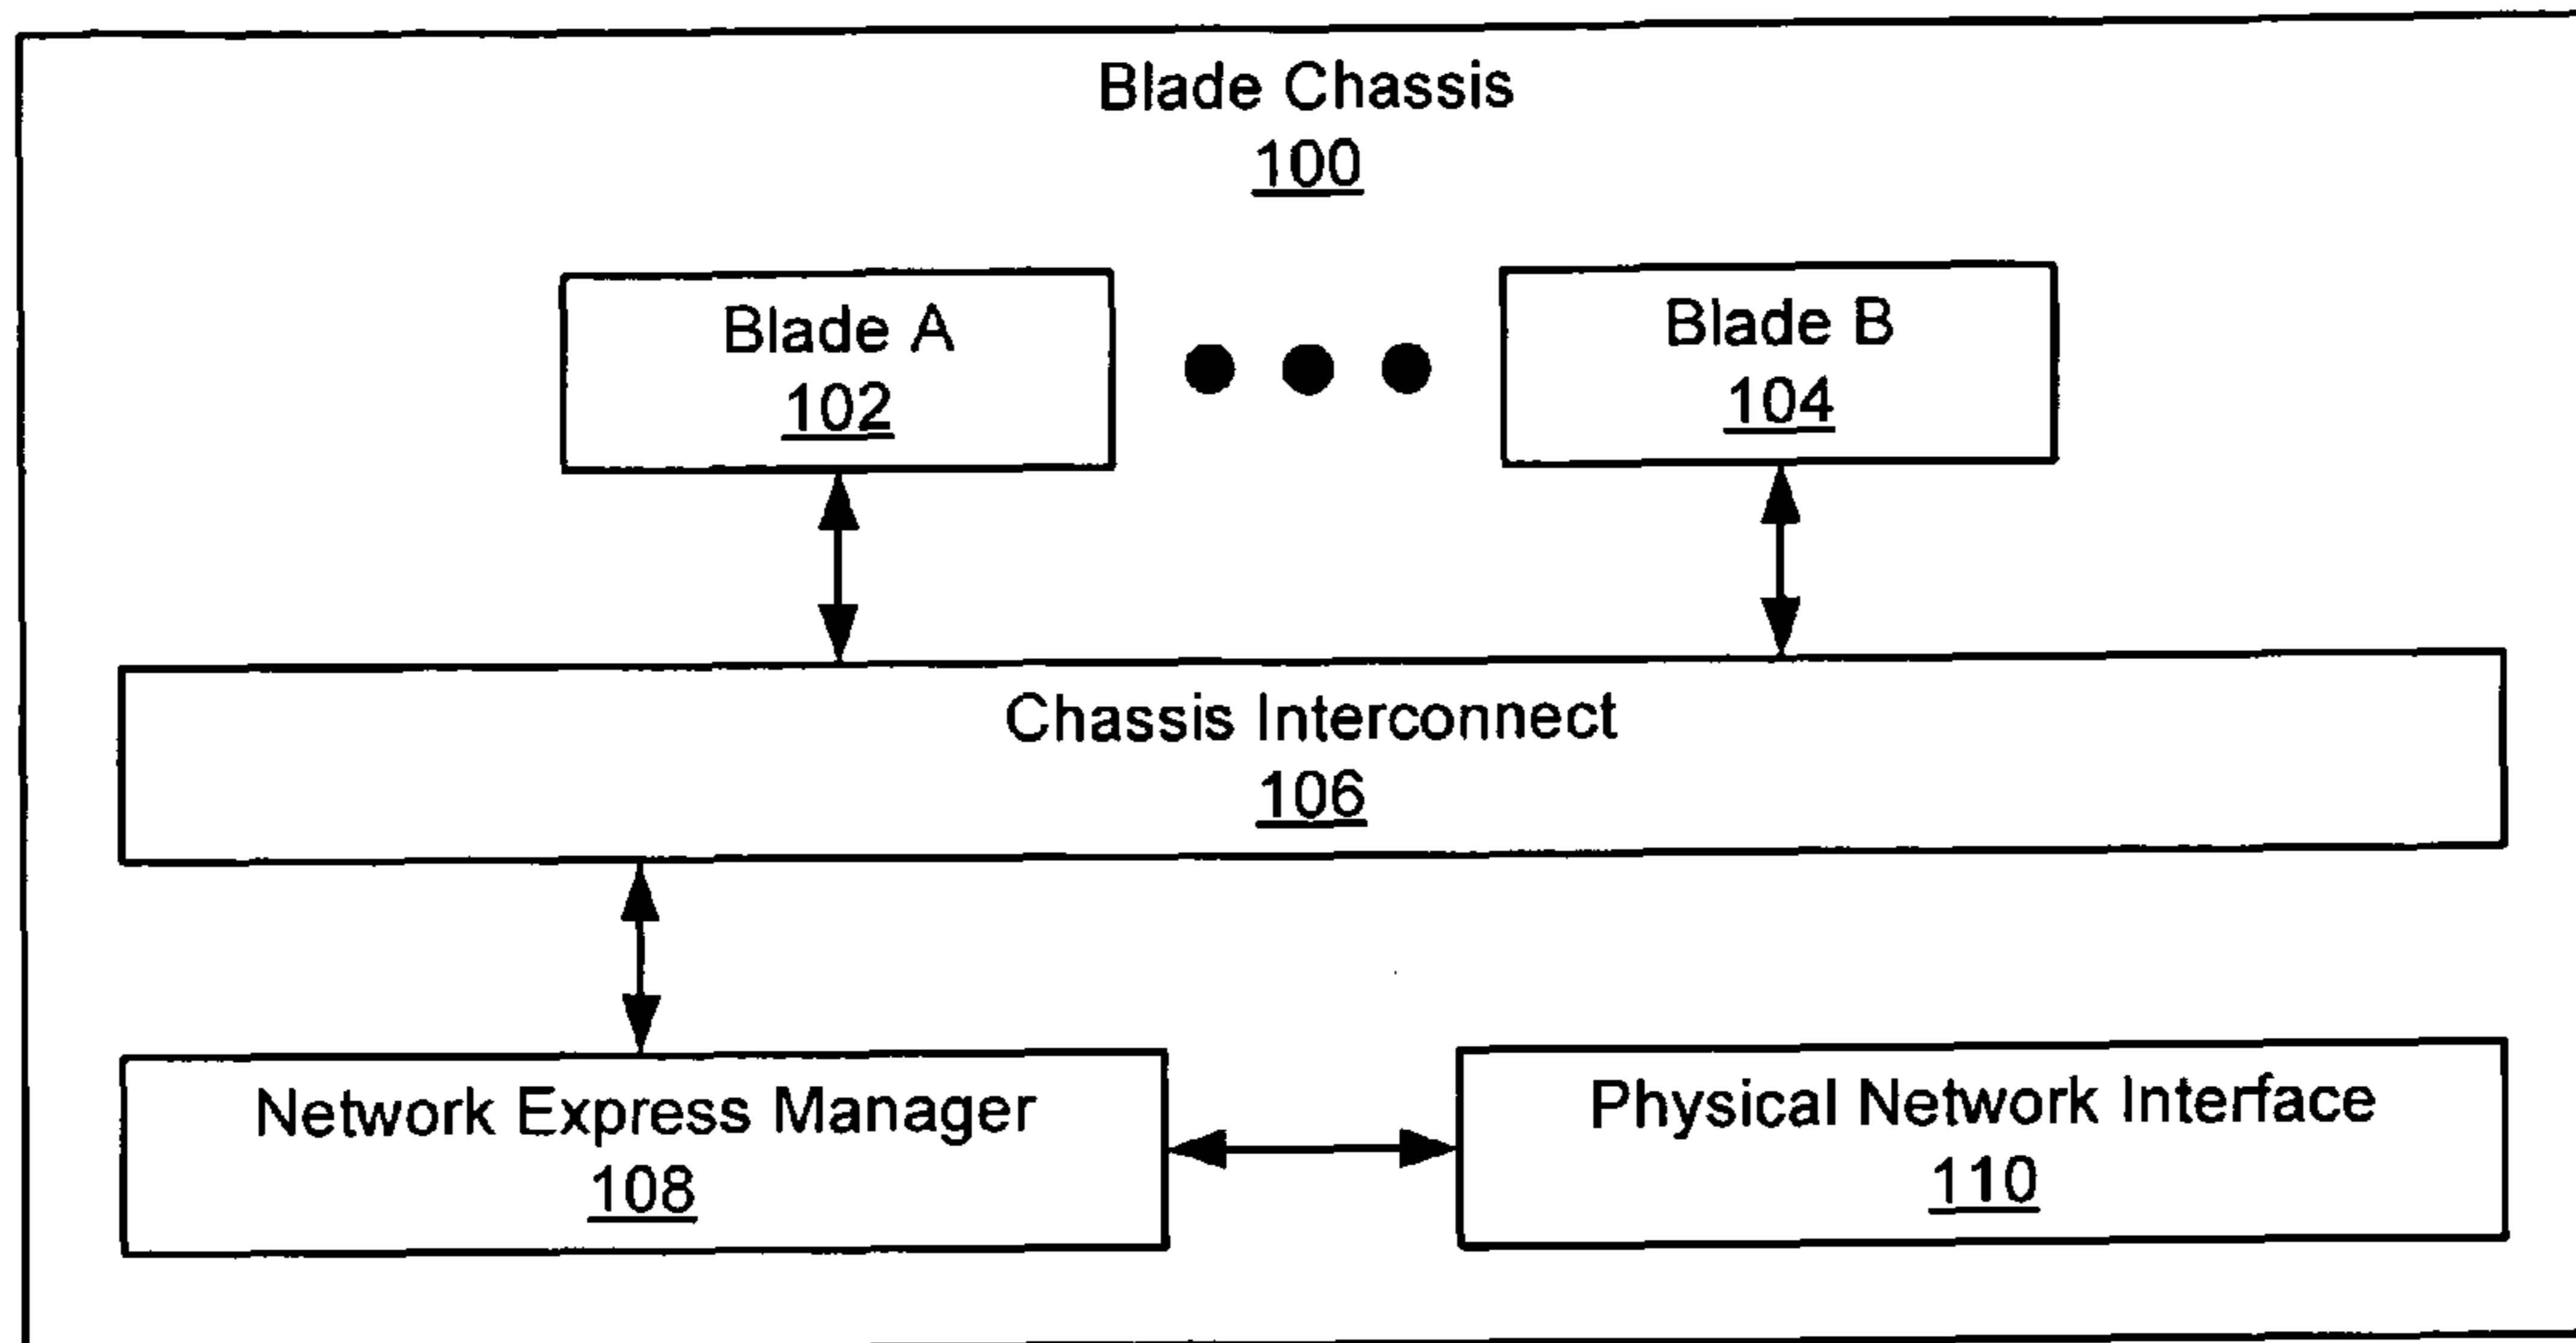 Blade Chassis
100
Blade A
102
Blade B
104
Chassis Interconnect
106
Network Express Manager
108
Physical Network Interface
110